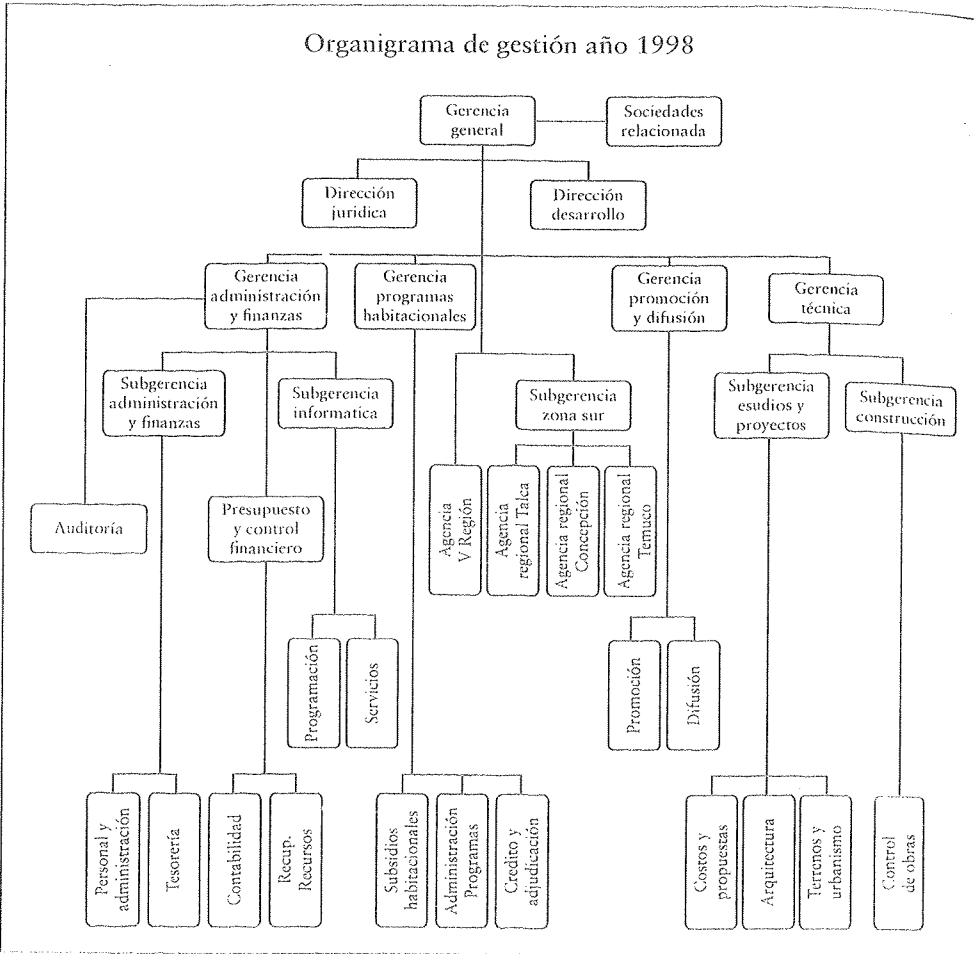 Organigrama de gestión año 1998
Gerencia
general
Sociedades
relacionada
Dirección
juridica
Dirección
desarrollo
Gerencia
administración
y finanzas
Gerencia
programas
habitacionales
Gerencia
promoción
y difusión
Gerencia
técnica
Subgerencia
administración
y finanzas
Subgerencia
informatica
Subgerencia
zona sur
Subgerencia
esudios y
proyectos
Subgerencia
construcción
Auditoría
Presupuesto
y control
financiero
Agencia
V Región
Agencia
regional Talca
Agencia regional
Concepción
Agencia regional
Temuco
Programación
Servicios
Promoción
Difusión
Personal y
administración
Tesorería
Contabilidad
Recup.
Recursos
Subsidios
habitacionales
Administración
Programas
Credito y
adjudicación
Costos y
propuestas
Arquitectura
Terrenos y
urbanismo
Control
de obras